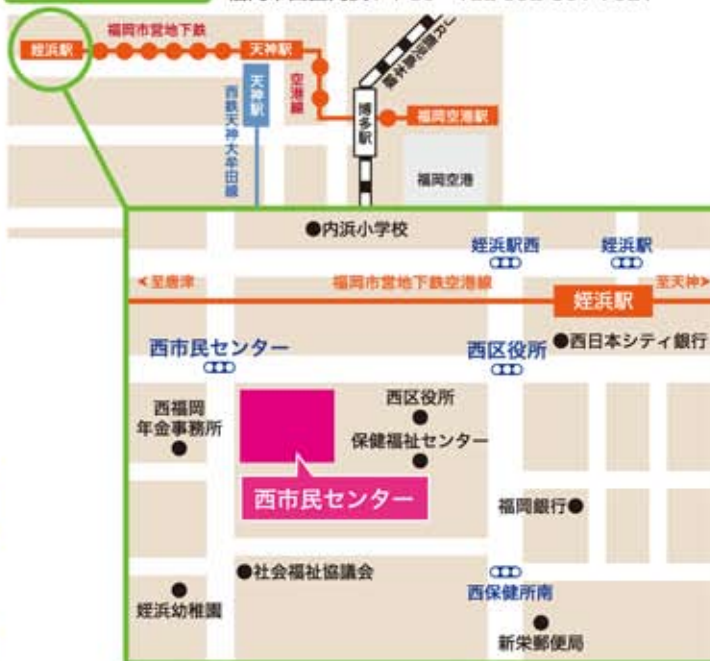 福岡市営地下鉄
姪浜駅
天神駅
天神駅
西鉄天神大牟田線
空港線
JR鹿児島本線
博多駅
福岡空港駅
福岡空港
●内浜小学校
姪浜駅西
姪浜駅
<至唐津
福岡市営地下鉄空港線
至天神>
姪浜駅
西市民センター
西区役所
●西日本シティ銀行
西福岡
年金事務所
西区役所
保健福祉センター
西市民センター
福岡銀行●
●社会福祉協議会
西保健所南
姪浜幼稚園
新栄郵便局